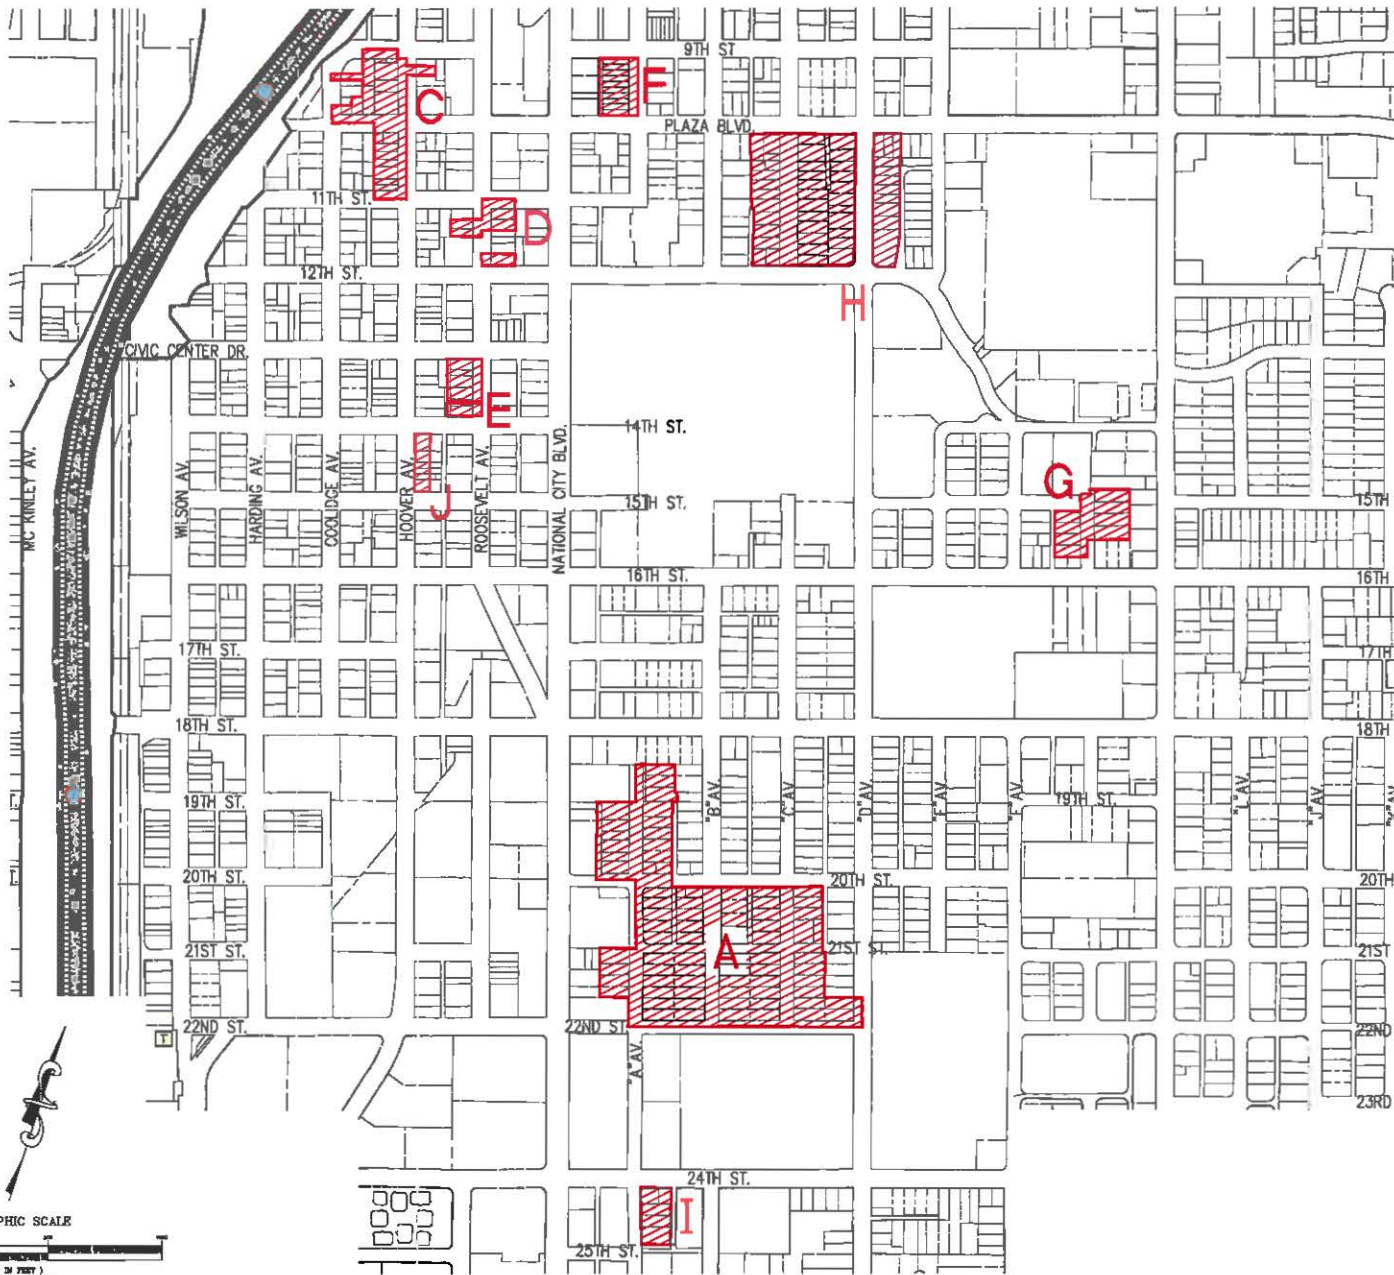 9TH ST
F
C
PLAZA BLVD.
11TH ST.
D
12TH ST.
H
CIVIC CENTER DR.
E
14TH ST.
MC KINLEY AV.
WILSON AV.
HARDING AV.
COOLIDGE AV.
HOOVER AV.
ROOSEVELT AV.
NATIONAL CITY BLVD.
G
J
15TH ST.
15TH
16TH ST.
16TH
17TH ST.
17TH
18TH ST.
18TH
19TH ST.
"B" AV.
"C" AV.
"D" AV.
"E" AV.
"F" AV.
19TH ST.
"L" AV.
"J" AV.
20TH ST.
20TH ST.
20TH
21ST ST.
A
21ST ST.
21ST
22ND ST.
22ND ST.
22ND
T
"A" AV.
23RD
24TH ST.
I
PHIC SCALE
25TH ST.
IN FEET )